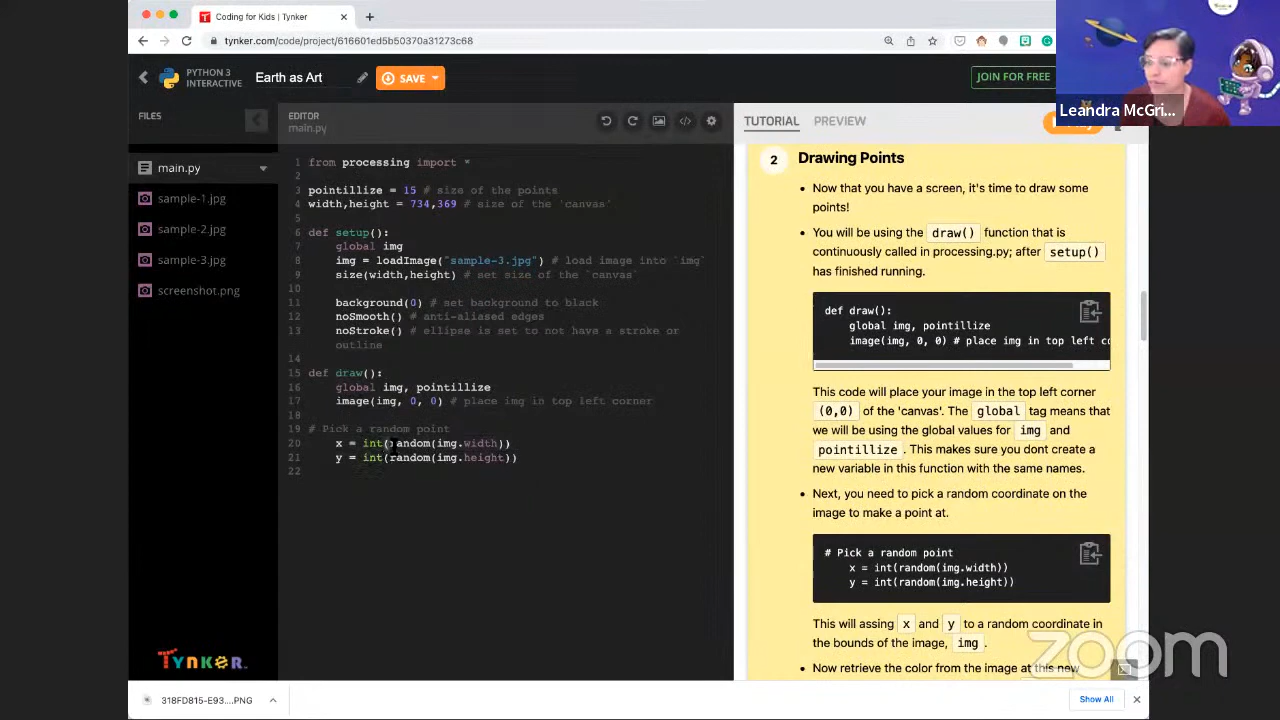 Coding for Kids | Tynker
tynker.com/code/project/616601ed5b50370a31273c68
PYTHON 3
INTERACTIVE
Earth as Art
SAVE
JOIN FOR FREE
Leandra McGri...
FILES
main.py
sample-1.jpg
sample-2.jpg
sample-3.jpg
screenshot.png
TYNKER
EDITOR
main.py
1 from processing import *
2
3 pointillize = 15 # size of the points
4 width,height = 734,369 # size of the `canvas`
5
6 def setup():
7 global img
8 img = loadImage("sample-3.jpg") # load image into `img`
9 size(width,height) # set size of the `canvas`
10
11 background(0) # set background to black
12 noSmooth() # anti-aliased edges
13 noStroke() # ellipse is set to not have a stroke or
outline
14
15 def draw():
16 global img, pointillize
17 image(img, 0, 0) # place img in top left corner
18
19 # Pick a random point
20 x = int(random(img.width))
21 y = int(random(img.height))
22
TUTORIAL PREVIEW
2 Drawing Points
Now that you have a screen, it's time to draw some
points!
You will be using the draw() function that is
continuously called in processing.py; after setup()
has finished running.
def draw():
global img, pointillize
image(img, 0, 0) # place img in top left co
This code will place your image in the top left corner
(0,0) of the 'canvas'. The global tag means that
we will be using the global values for img and
pointillize . This makes sure you dont create a
new variable in this function with the same names.
Next, you need to pick a random coordinate on the
image to make a point at.
# Pick a random point
x = int(random(img.width))
y = int(random(img.height))
This will assing x and y to a random coordinate in
the bounds of the image, img .
Now retrieve the color from the image at this new
zoom
318FD815-E93....PNG
Show All